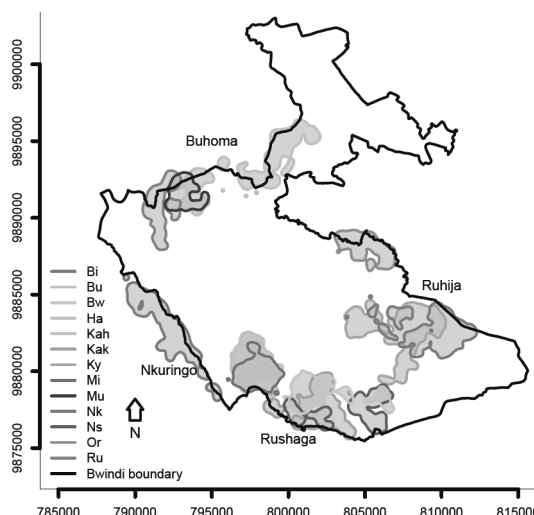 9900000
9895000
9890000
9885000
9880000
9875000
Buhoma
Ruhija
Nkuringo
Rushaga
Bi
Bu
Bw
Ha
Kah
Kak
Ky
Mi
Mu
Nk
Ns
Or
Ru
Bwindi boundary
N
785000 790000 795000 800000 805000 810000 815000